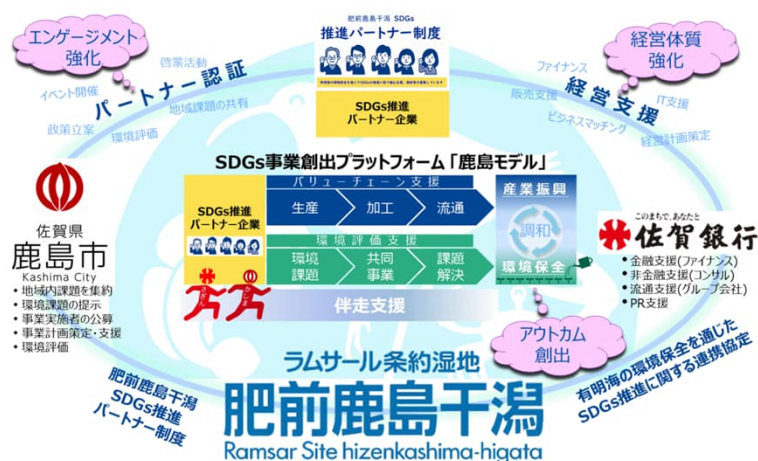 エンゲージメント
強化
啓蒙活動
イベント開催
パートナー認証
地域課題の共有
政策立案
環境評価
肥前鹿島干潟 SDGs
推進パートナー制度
SDGs推進
パートナー企業
経営体質
強化
ファイナンス
経営支援
IT支援
販売支援
ビジネスマッチング
経営計画策定
SDGs事業創出プラットフォーム「鹿島モデル」
SDGs推進
パートナー企業
バリューチェーン支援
生産
加工
流通
環境評価支援
環境
課題
共同
事業
課題
解決
伴走支援
産業振興
調和
環境保全
佐賀県
鹿島市
Kashima City
• 地域内課題を集約
• 環境課題の提示
• 事業実施者の公募
• 事業計画策定・支援
• 環境評価
このまちで、あなたと
佐賀銀行
• 金融支援(ファイナンス)
• 非金融支援(コンサル)
• 流通支援(グループ会社)
• PR支援
アウトカム
創出
肥前鹿島干潟
SDGs推進
パートナー制度
有明海の環境保全を通じた
SDGs推進に関する連携協定
ラムサール条約湿地
肥前鹿島干潟
Ramsar Site hizenkashima-higata